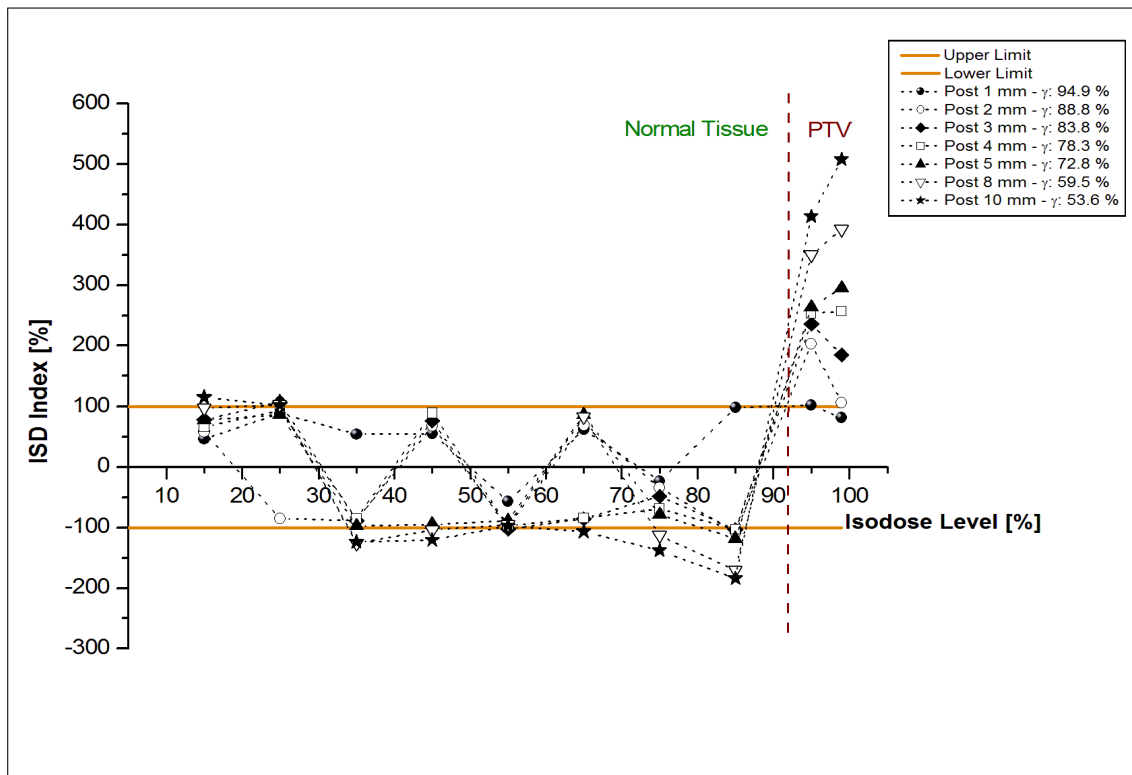 Upper Limit
Lower Limit
Post 1 mm - γ: 94.9 %
Post 2 mm - γ: 88.8 %
Post 3 mm - γ: 83.8 %
Post 4 mm - γ: 78.3 %
Post 5 mm - γ: 72.8 %
Post 8 mm - γ: 59.5 %
Post 10 mm - γ: 53.6 %
Normal Tissue
PTV
ISD Index [%]
600
500
400
300
200
100
0
-100
-200
-300
10 20 30 40 50 60 70 80 90 100
Isodose Level [%]